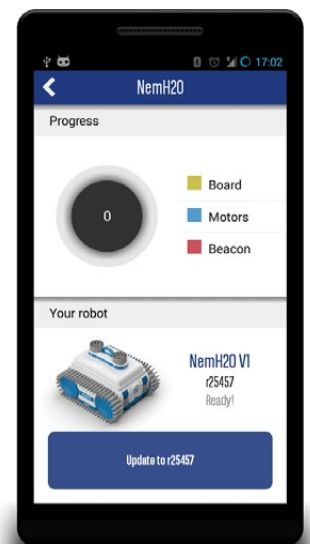 17:02
NemH2O
Progress
0
Board
Motors
Beacon
Your robot
NemH2O V1
r25457
Ready!
Update to r25457